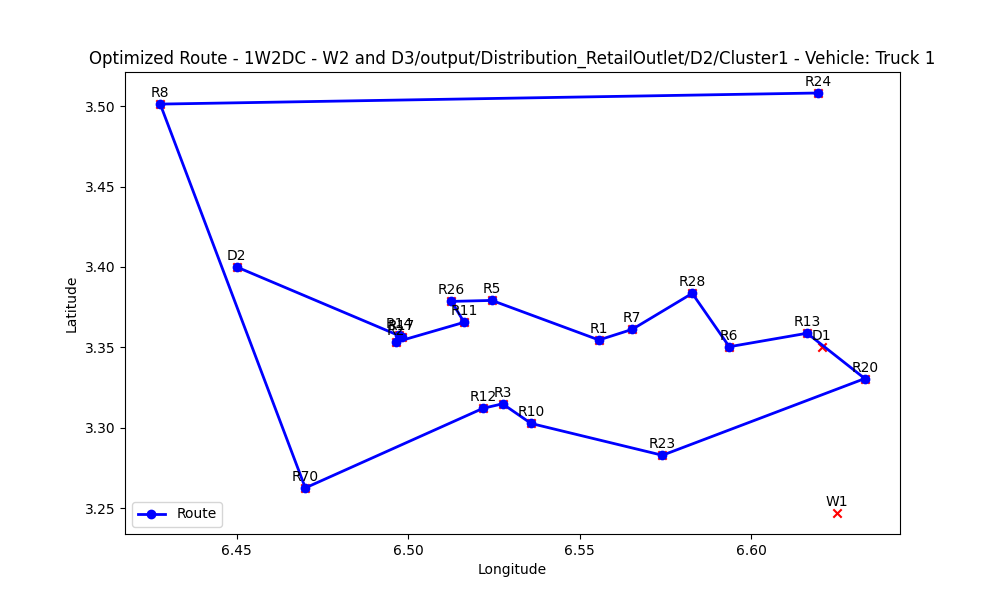 Optimized Route - 1W2DC - W2 and D3/output/Distribution_RetailOutlet/D2/Cluster1 - Vehicle: Truck 1
R24
R8
3.50
3.45
D2
3.40
R28
R26
R5
R11
R14
R13
R7
R1
R6
D1
3.35
R20
R12
R3
R10
3.30
R23
R70
3.25
W1
Route
6.45
6.50
6.55
6.60
Latitude
Longitude